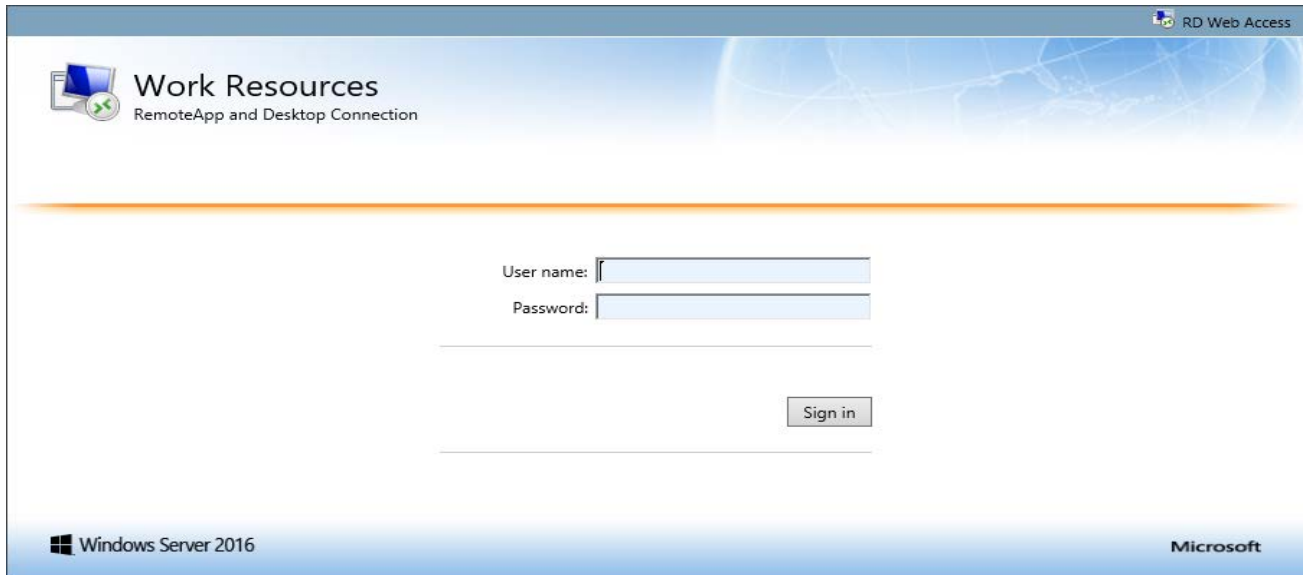 RD Web Access
Work Resources
RemoteApp and Desktop Connection
User name:
Password:
Sign in
Windows Server 2016
Microsoft